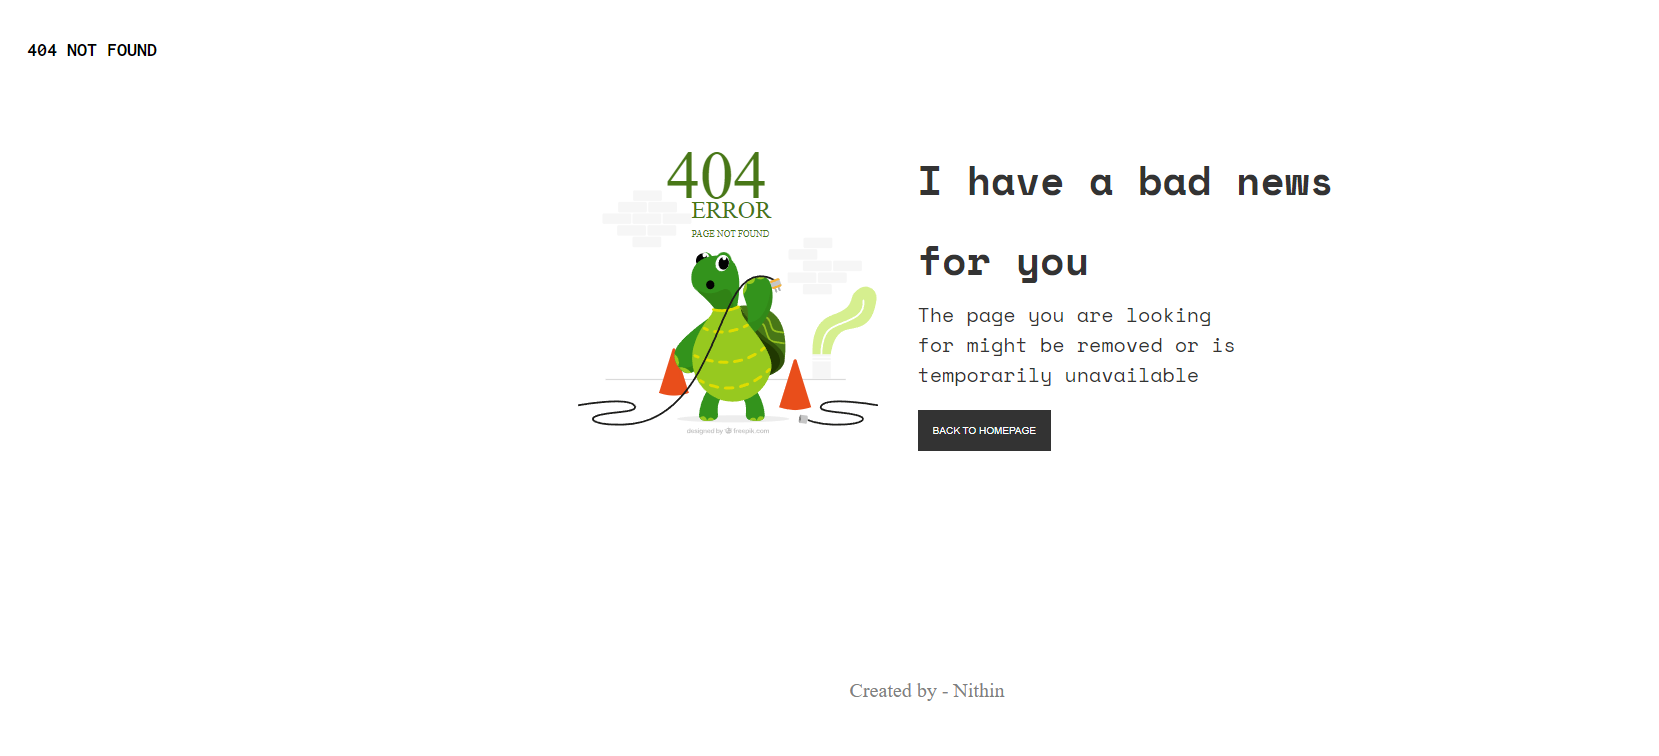 404 NOT FOUND
404
ERROR
PAGE NOT FOUND
designed by freepik.com
I have a bad news
for you
The page you are looking
for might be removed or is
temporarily unavailable
BACK TO HOMEPAGE
Created by - Nithin